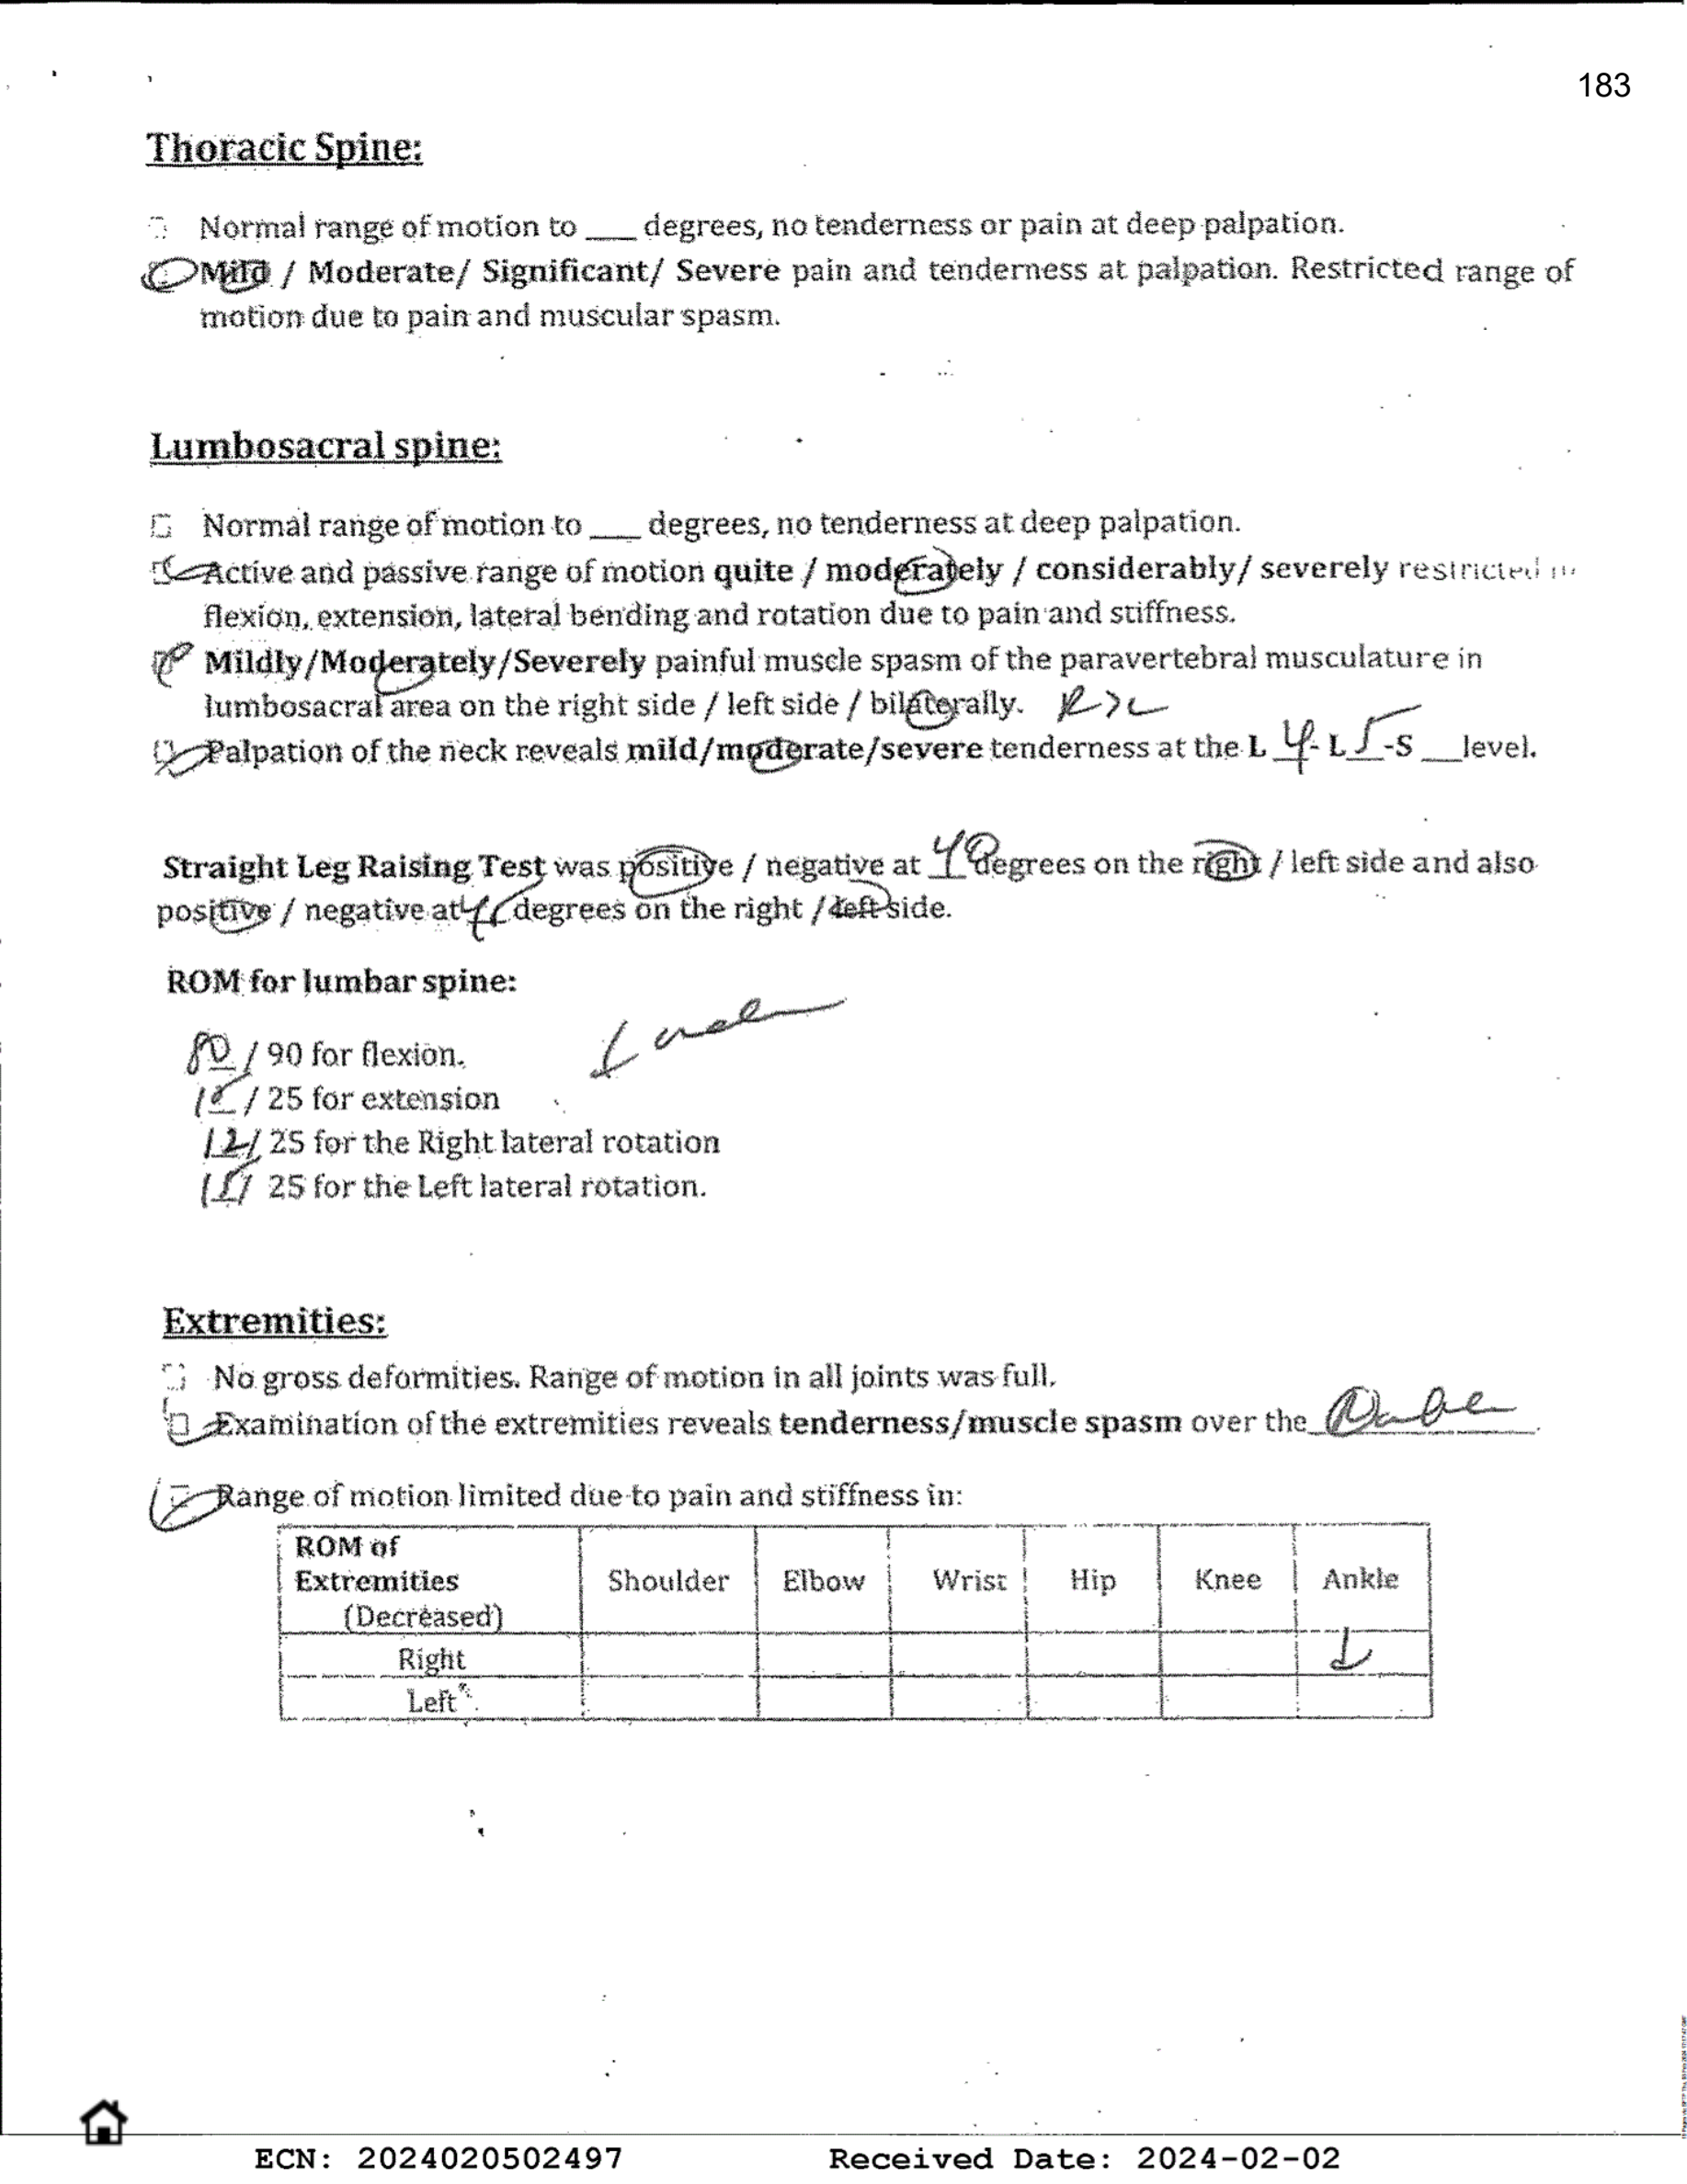 183
Thoracic Spine:
Normal range of motion to ___ degrees, no tenderness or pain at deep palpation.
Mild / Moderate/ Significant/ Severe pain and tenderness at palpation. Restricted range of
motion due to pain and muscular spasm.
Lumbosacral spine:
Normal range of motion to ___ degrees, no tenderness at deep palpation.
Active and passive range of motion quite / moderately / considerably/ severely restricted in
flexion, extension, lateral bending and rotation due to pain and stiffness.
Mildly/Moderately/Severely painful muscle spasm of the paravertebral musculature in
lumbosacral area on the right side / left side / bilaterally. R>L
Palpation of the neck reveals mild/moderate/severe tenderness at the L 4- L 5 -S ___level.
Straight Leg Raising Test was positive / negative at 40 degrees on the right / left side and also
positive / negative at degrees on the right / left side.
ROM for lumbar spine:
80 / 90 for flexion.
/ 25 for extension
12/ 25 for the Right lateral rotation
15/ 25 for the Left lateral rotation.
Extremities:
No gross deformities. Range of motion in all joints was full.
Examination of the extremities reveals tenderness/muscle spasm over the
Range of motion limited due to pain and stiffness in:
ROM of
Extremities
(Decreased) Shoulder Elbow Wrist Hip Knee Ankle
Right ↓
Left
ECN: 2024020502497 Received Date: 2024-02-02